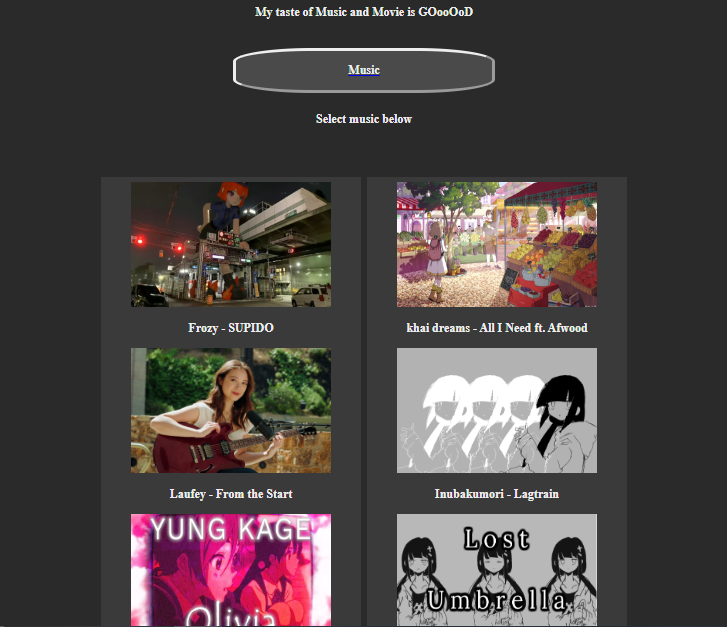 My taste of Music and Movie is GOooOoD
Music
Select music below
Frozy - SUPIDO
khai dreams - All I Need ft. Afwood
Laufey - From the Start
Inubakumori - Lagtrain
YUNG KAGE
Olivia
Lost
Umbrella